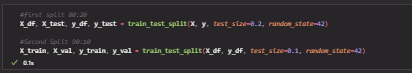 #First split 80:20
X_df, X_test, y_df, y_test = train_test_split(X, y, test_size=0.2, random_state=42)
#Second Split 90:10
X_train, X_val, y_train, y_val = train_test_split(X_df, y_df, test_size=0.1, random_state=42)
✓ 0.1s